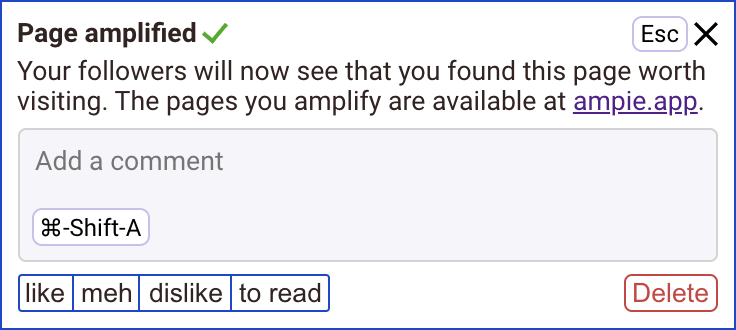 Page amplified ✓ Esc ✕
Your followers will now see that you found this page worth
visiting. The pages you amplify are available at ampie.app.
Add a comment
⌘-Shift-A
like meh dislike to read Delete